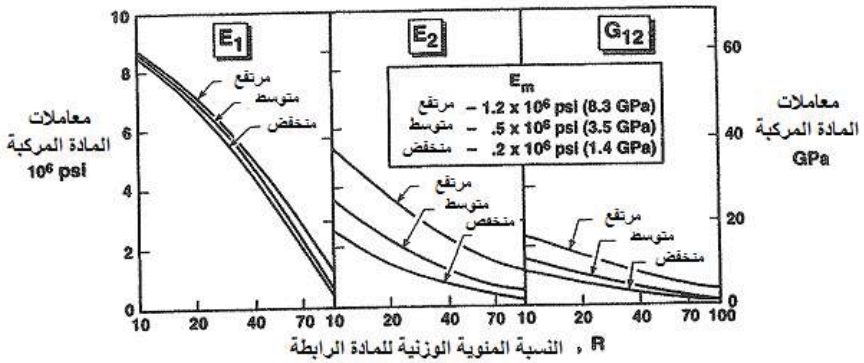 10
8
6
4
2
0
معاملات
المادة المركبة
10⁶ psi
E₁
مرتفع
متوسط
منخفض
E₂
مرتفع
متوسط
منخفص
G₁₂
مرتفع
متوسط
منخفض
Eₘ
مرتفع – 1.2 x 10⁶ psi (8.3 GPa)
متوسط – .5 x 10⁶ psi (3.5 GPa)
منخفض – .2 x 10⁶ psi (1.4 GPa)
60
40
20
0
معاملات
المادة المركبة
GPa
10 20 40 70 10 20 40 70 10 20 40 70 100
R , النسبة المئوية الوزنية للمادة الرابطة